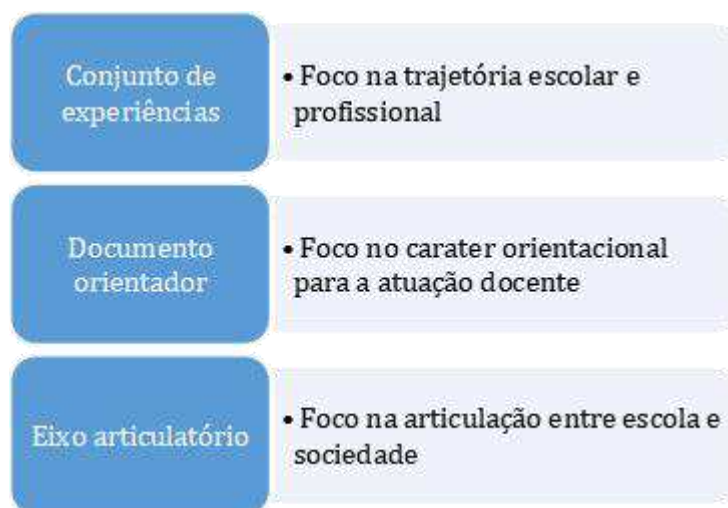 Conjunto de
experiências
• Foco na trajetória escolar e
profissional
Documento
orientador
• Foco no carater orientacional
para a atuação docente
Eixo articulatório
• Foco na articulação entre escola e
sociedade